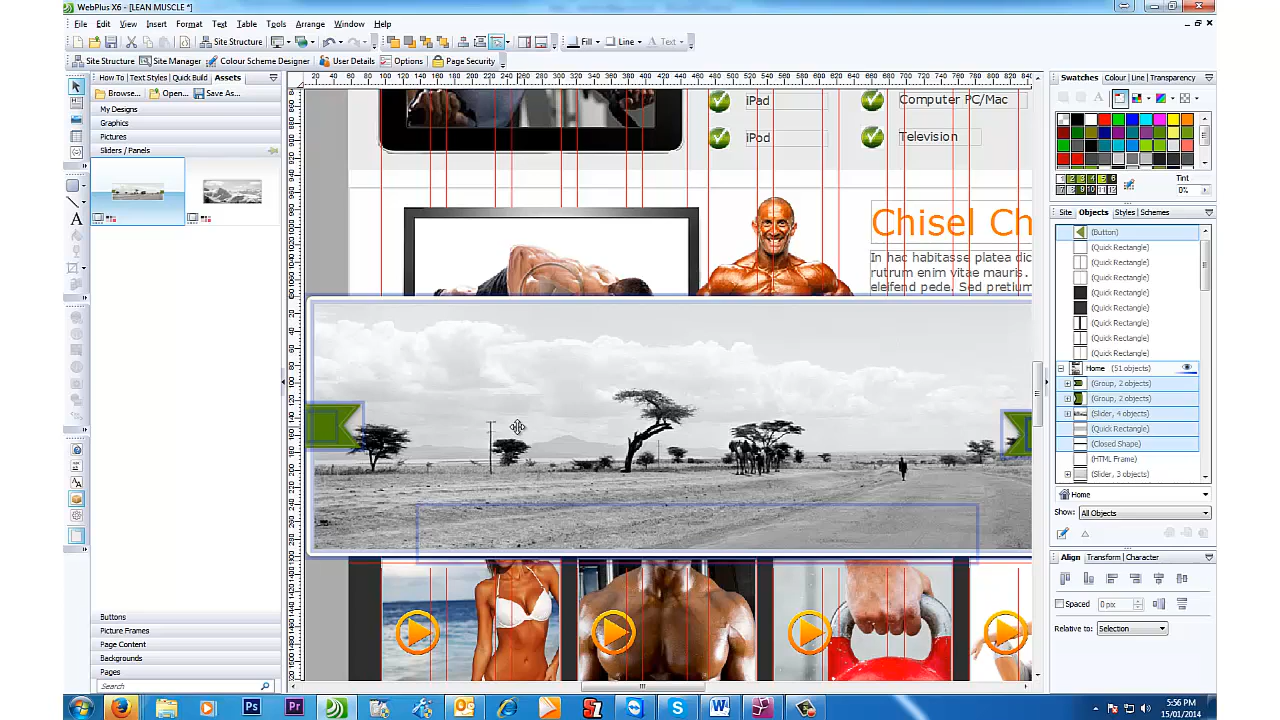 WebPlus X6 - [LEAN MUSCLE *]
File Edit View Insert Format Text Table Tools Arrange Window Help
Site Structure Fill Line Text
Site Structure Site Manager Colour Scheme Designer User Details Options Page Security
How To Text Styles Quick Build Assets
Browse... Open... Save As...
My Designs
Graphics
Pictures
Sliders / Panels
Buttons
Picture Frames
Page Content
Backgrounds
Pages
Search
iPad Computer PC/Mac
iPod Television
Chisel Ch
In hac habitasse platea dic
rutrum enim vitae mauris.
eleifend pede. Sed pretium
Swatches Colour Line Transparency
Tint
0%
Site Objects Styles Schemes
(Button)
(Quick Rectangle)
(Quick Rectangle)
(Quick Rectangle)
(Quick Rectangle)
(Quick Rectangle)
(Quick Rectangle)
(Quick Rectangle)
(Quick Rectangle)
Home (51 objects)
(Group, 2 objects)
(Group, 2 objects)
(Slider, 4 objects)
(Quick Rectangle)
(Closed Shape)
(HTML Frame)
(Slider, 3 objects)
Home
Show: All Objects
Align Transform Character
Spaced 0 px
Relative to: Selection
Ps Pr S W
5:56 PM
15/01/2014